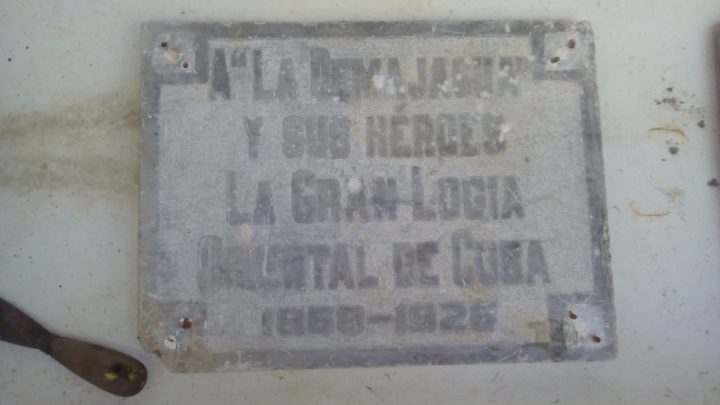 A "LA DEMAJAGUA"
Y SUS HÉROES
LA GRAN LOGIA
ORIENTAL DE CUBA
1868-1926